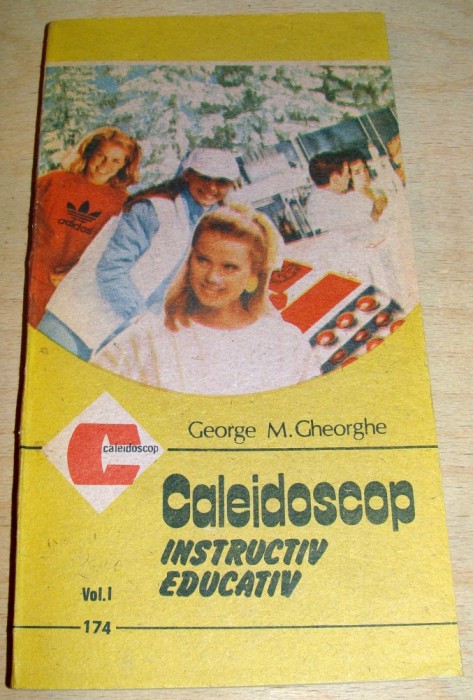 adidas
George M. Gheorghe
caleidoscop
Caleidoscop
INSTRUCTIV
EDUCATIV
Vol. I
174